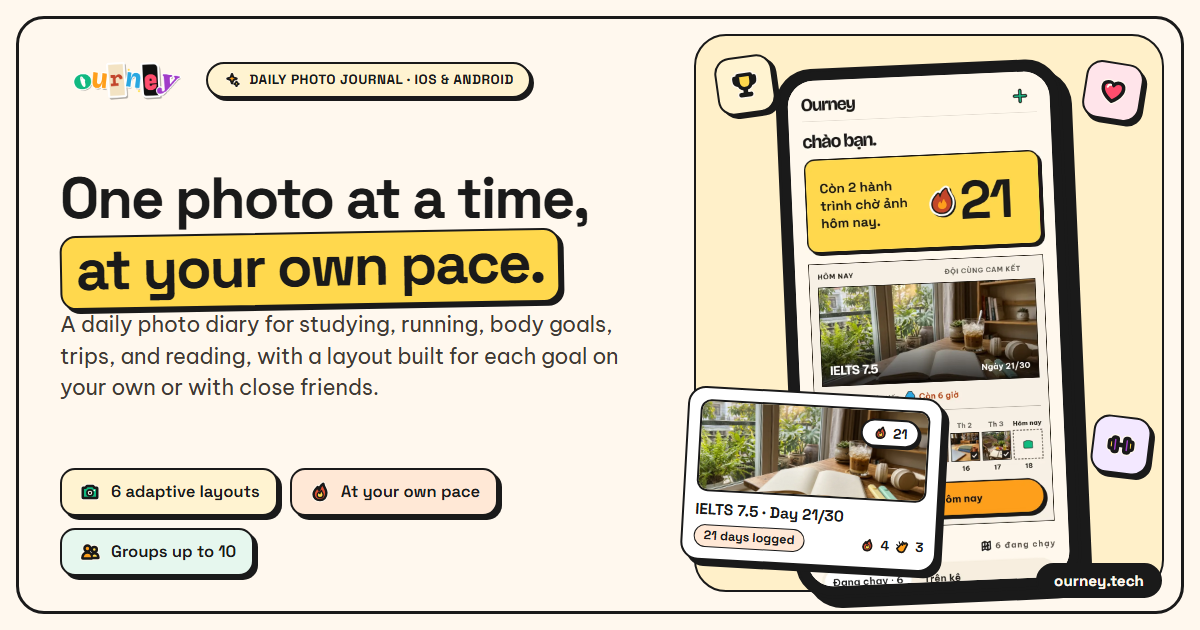 ourney
DAILY PHOTO JOURNAL · IOS & ANDROID
One photo at a time,
at your own pace.
A daily photo diary for studying, running, body goals,
trips, and reading, with a layout built for each goal on
your own or with close friends.
6 adaptive layouts
At your own pace
Groups up to 10
Ourney
chào bạn.
Còn 2 hành
trình chờ ảnh
hôm nay.
21
HÔM NAY
ĐỘI CÙNG CAM KẾT
IELTS 7.5
Ngày 21/30
Còn 6 giờ
Th 2
Th 3
Hôm nay
16
17
18
ôm nay
6 đang chạy
Đang chạy · 6
Trên kệ
21
IELTS 7.5 · Day 21/30
21 days logged
4
3
ourney.tech